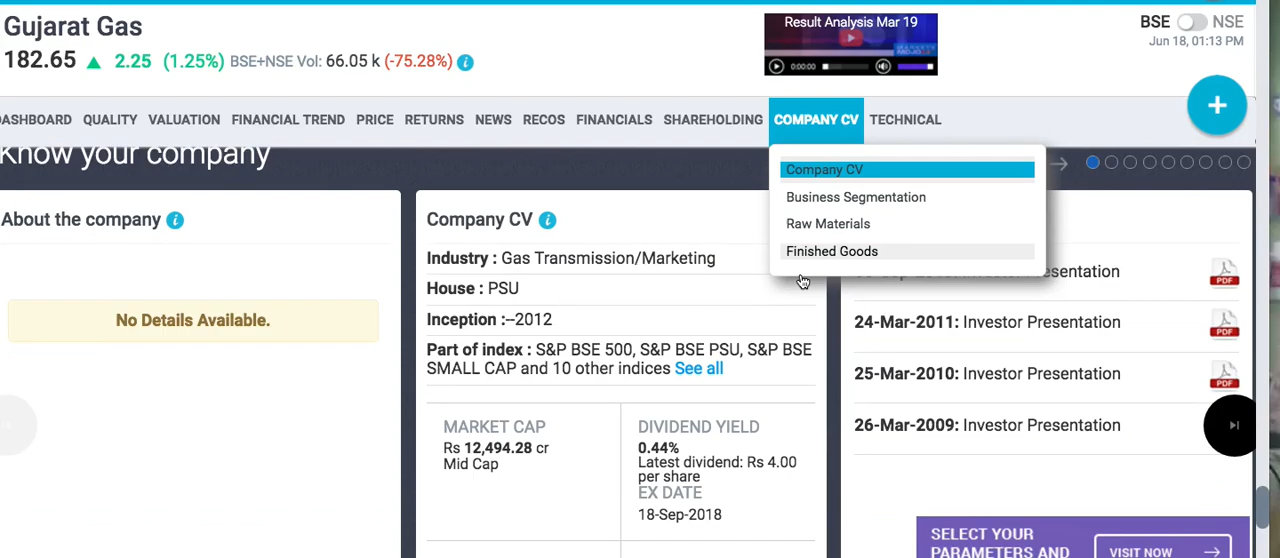 Gujarat Gas
182.65 ▲ 2.25 (1.25%) BSE+NSE Vol: 66.05 k (-75.28%) i
Result Analysis Mar 19
MARKETS MOJO
0:00:00
BSE NSE
Jun 18, 01:13 PM
+
DASHBOARD QUALITY VALUATION FINANCIAL TREND PRICE RETURNS NEWS RECOS FINANCIALS SHAREHOLDING COMPANY CV TECHNICAL
Know your company
Company CV
Business Segmentation
Raw Materials
Finished Goods
About the company i
No Details Available.
Company CV i
Industry : Gas Transmission/Marketing
House : PSU
Inception :--2012
Part of index : S&P BSE 500, S&P BSE PSU, S&P BSE
SMALL CAP and 10 other indices See all
MARKET CAP
Rs 12,494.28 cr
Mid Cap
DIVIDEND YIELD
0.44%
Latest dividend: Rs 4.00
per share
EX DATE
18-Sep-2018
Investor Presentation PDF
24-Mar-2011: Investor Presentation PDF
25-Mar-2010: Investor Presentation PDF
26-Mar-2009: Investor Presentation
SELECT YOUR
PARAMETERS AND
VISIT NOW